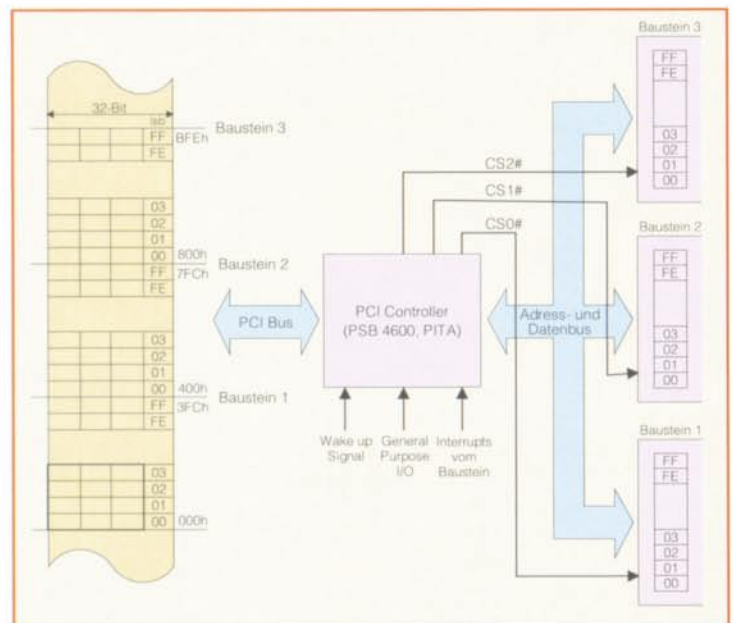 32-Bit
lsb
FF BFEh Baustein 3
FE
03
02
01
00 800h
FF 7FCh Baustein 2
FE
03
02
01
00 400h
FF 3FCh Baustein 1
FE
03
02
01
00 000h
PCI Bus
PCI Controller
(PSB 4600, PITA)
CS2#
CS1#
CS0#
Wake up
Signal
General
Purpose
I/O
Interrupts
vom
Baustein
Adress- und
Datenbus
Baustein 3
FF
FE
03
02
01
00
Baustein 2
FF
FE
03
02
01
00
Baustein 1
FF
FE
03
02
01
00